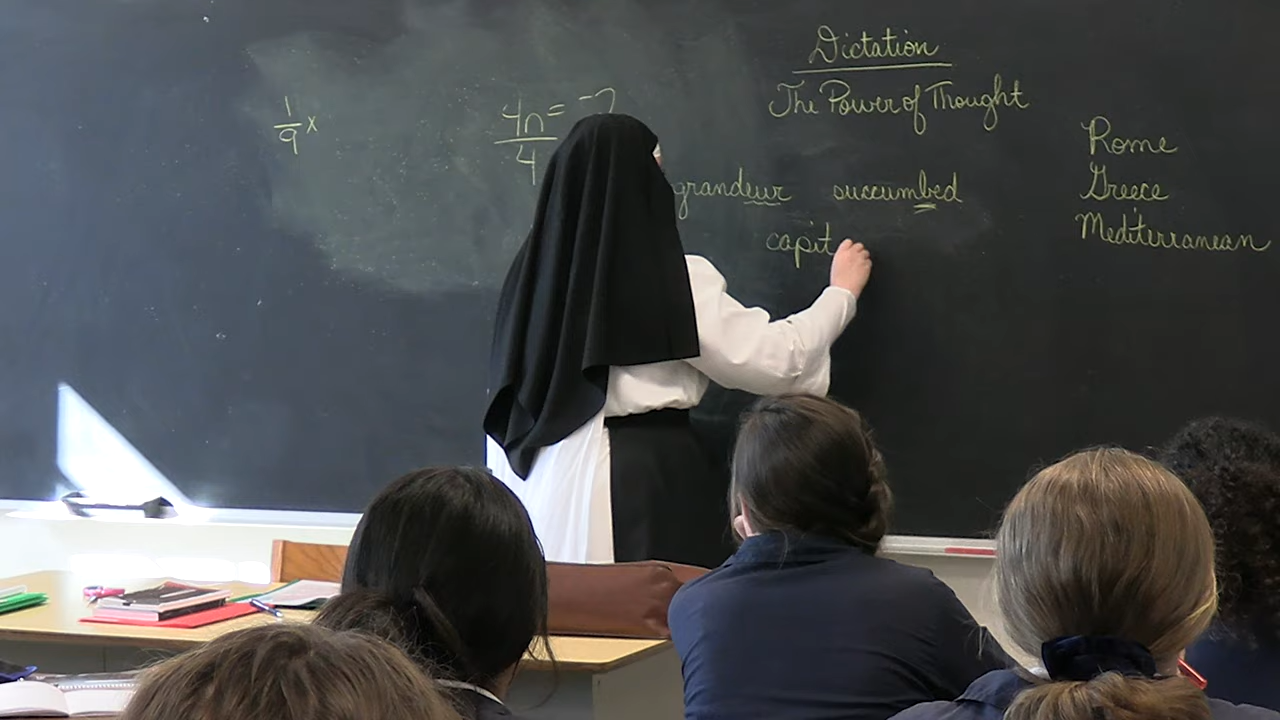 Dictation
The Power of Thought
1/9 x
4n = -7
4
grandeur succumbed
capit
Rome
Greece
Mediterranean